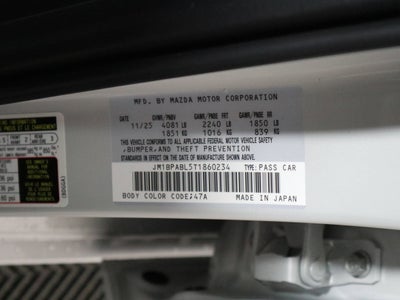 MFD. BY MAZDA MOTOR CORPORATION
GVWR/PNBV GAWR/PNBE FRT GAWR/PNBE RR
11/25 4081 LB 2240 LB 1850 LB
1851 KG 1016 KG 839 KG
THIS VEHICLE CONFORMS TO ALL APPLICABLE
FEDERAL MOTOR VEHICLE SAFETY
,BUMPER, AND THEFT PREVENTION
STANDARDS IN EFFECT ON THE DATE OF MANUFACTURE SHOWN ABOVE.
JM1BPABL5T1860234 TYPE:PASS CAR
BODY COLOR CODE:47A MADE IN JAPAN
INFORMATION
(BDGGA)